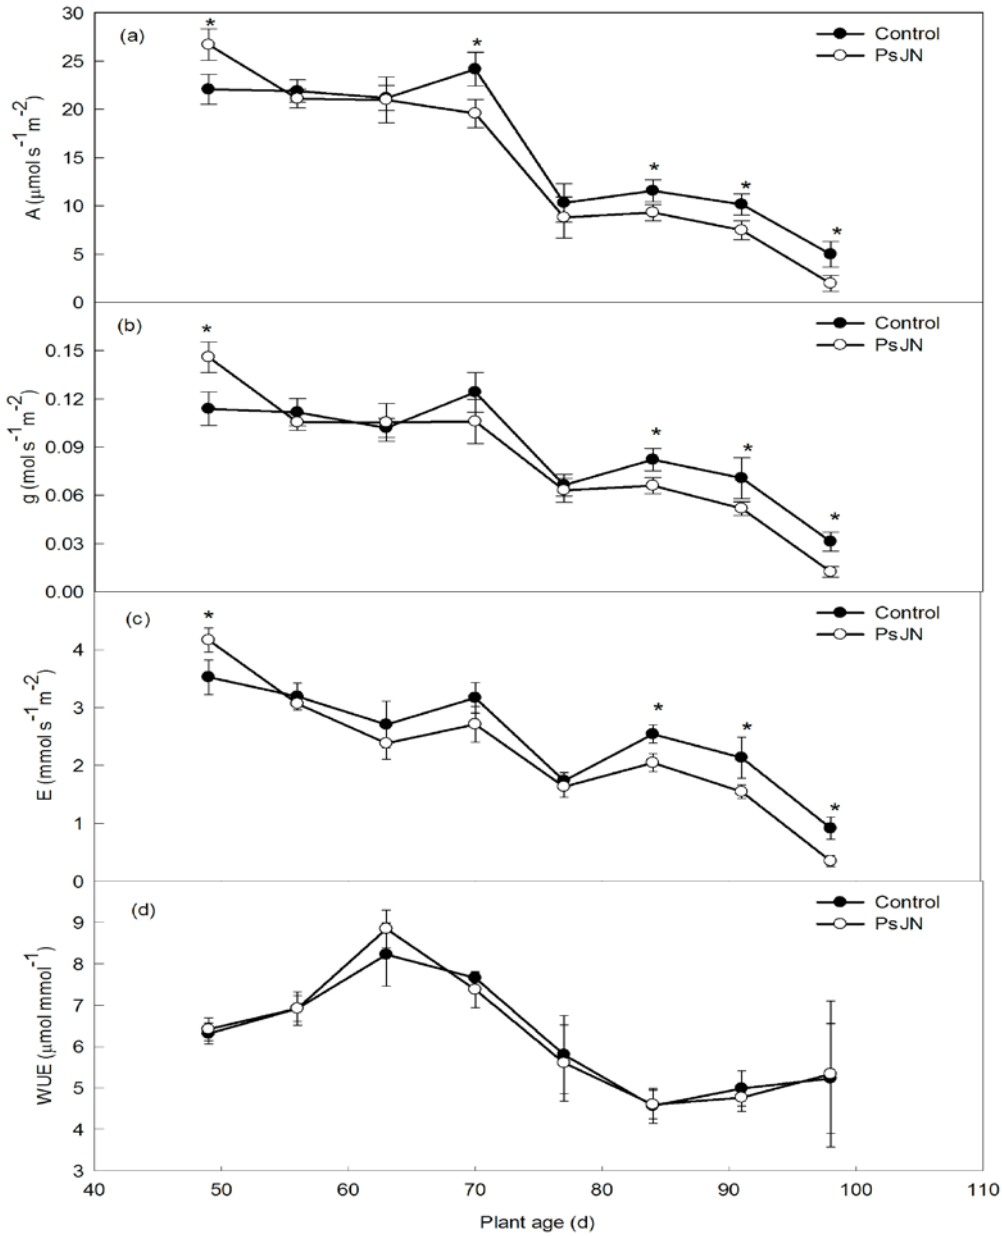 (a)
Control
PsJN
A (μmol s⁻¹m⁻²)
30
25
20
15
10
5
0
*
*
*
*
*
(b)
Control
PsJN
g (mol s⁻¹m⁻²)
0.15
0.12
0.09
0.06
0.03
0.00
*
*
*
*
(c)
Control
PsJN
E (mmol s⁻¹m⁻²)
4
3
2
1
0
*
*
*
*
(d)
Control
PsJN
WUE (μmol mmol⁻¹)
9
8
7
6
5
4
3
40 50 60 70 80 90 100 110
Plant age (d)